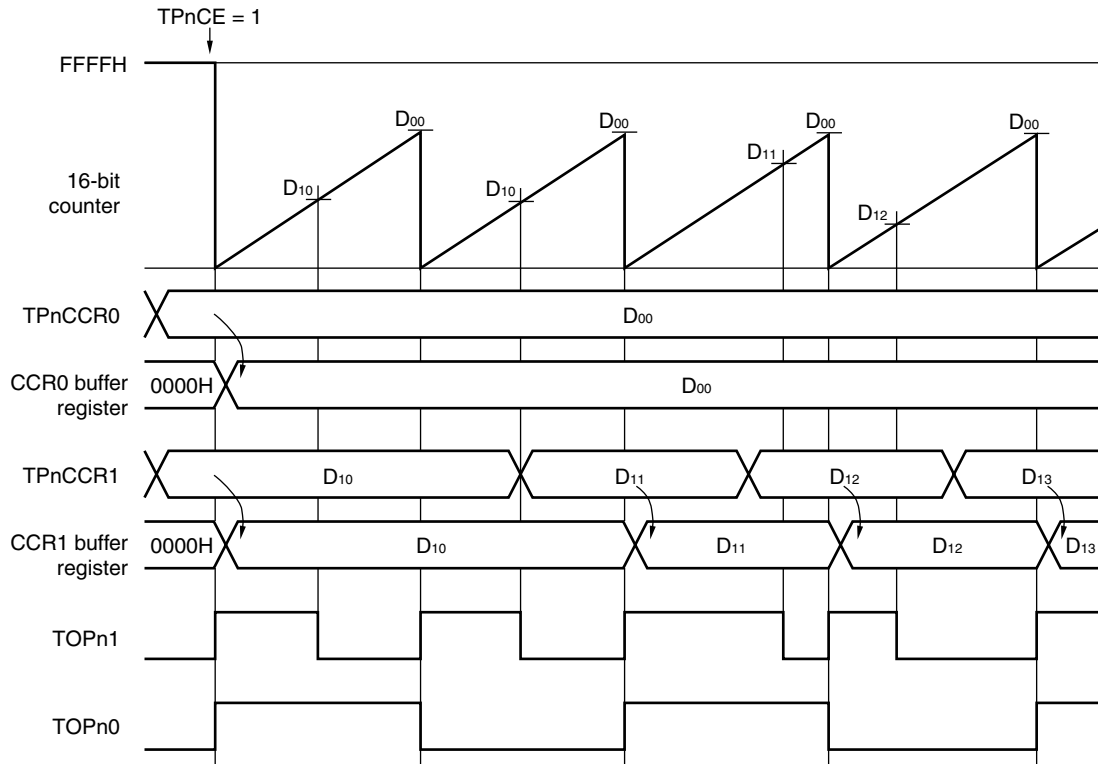 TPnCE = 1
FFFFH
D00 D00 D00 D00
D11
D10 D10
16-bit
counter
D12
TPnCCR0
D00
CCR0 buffer
register
0000H
D00
TPnCCR1
D10 D11 D12 D13
CCR1 buffer
register
0000H
D10 D11 D12 D13
TOPn1
TOPn0